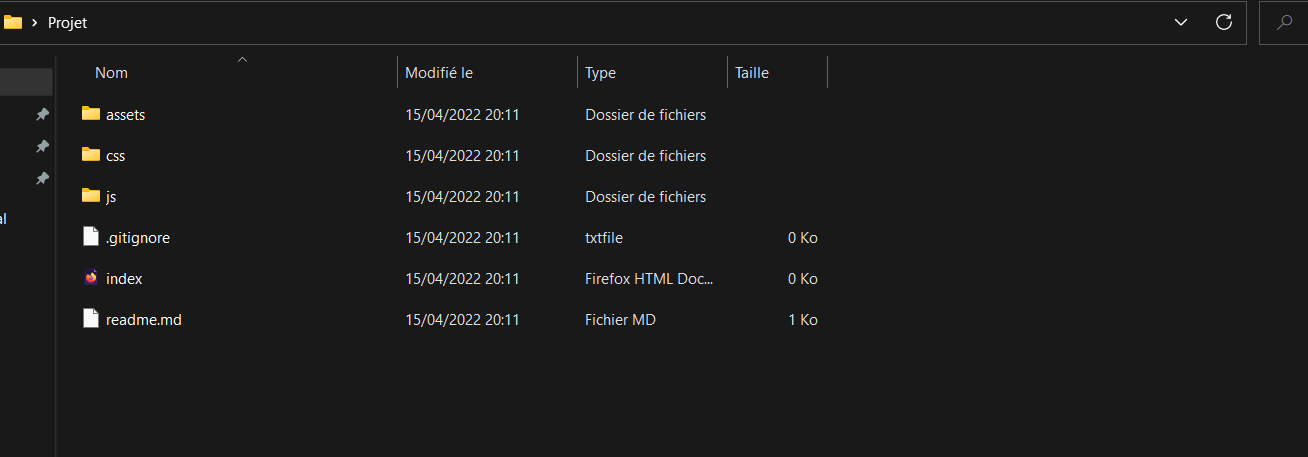 Projet
Nom Modifié le Type Taille
assets 15/04/2022 20:11 Dossier de fichiers
css 15/04/2022 20:11 Dossier de fichiers
js 15/04/2022 20:11 Dossier de fichiers
al
.gitignore 15/04/2022 20:11 txtfile 0 Ko
index 15/04/2022 20:11 Firefox HTML Doc... 0 Ko
readme.md 15/04/2022 20:11 Fichier MD 1 Ko